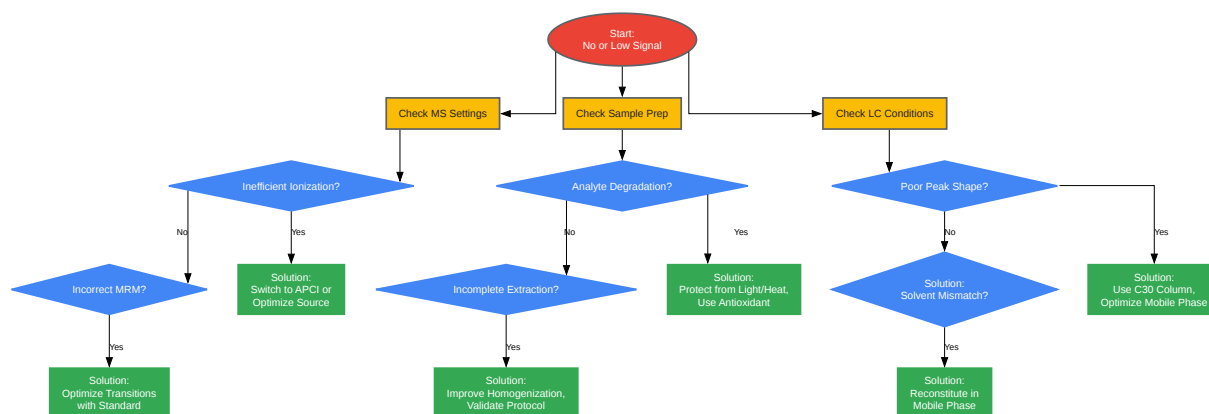 Start:
No or Low Signal
Check MS Settings
Check Sample Prep
Check LC Conditions
Inefficient Ionization?
Analyte Degradation?
Poor Peak Shape?
No
Yes
No
Yes
No
Yes
Incorrect MRM?
Solution:
Switch to APCI or
Optimize Source
Incomplete Extraction?
Solution:
Protect from Light/Heat,
Use Antioxidant
Solution:
Solvent Mismatch?
Solution:
Use C30 Column,
Optimize Mobile Phase
Yes
Yes
Yes
Solution:
Optimize Transitions
with Standard
Solution:
Improve Homogenization,
Validate Protocol
Solution:
Reconstitute in
Mobile Phase